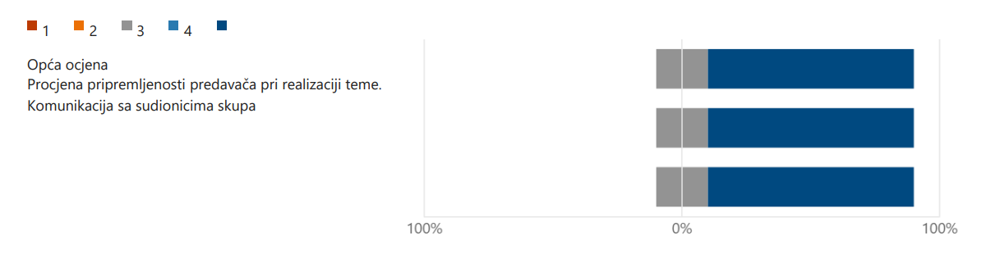 1 2 3 4
Opća ocjena
Procjena pripremljenosti predavača pri realizaciji teme.
Komunikacija sa sudionicima skupa
100% 0% 100%